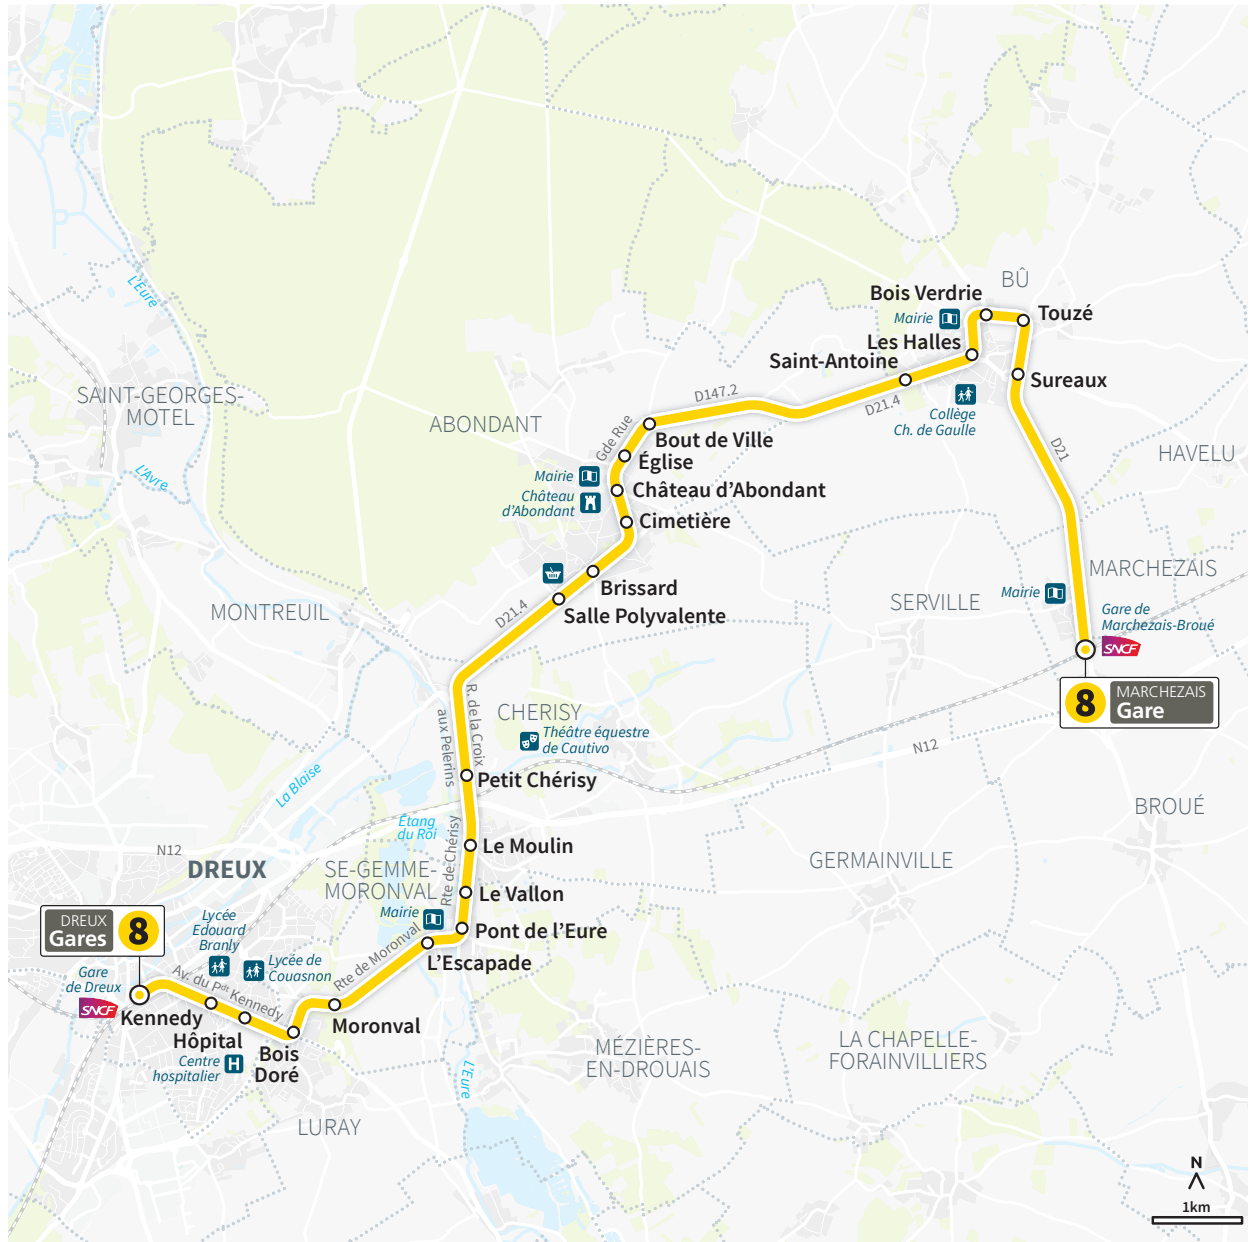 L'Eure
BÛ
Bois Verdrie
Touzé
Mairie
Les Halles
Saint-Antoine
Sureaux
D147.2
D21.4
SAINT-GEORGES-
MOTEL
ABONDANT
Gde Rue
Collège
Ch. de Gaulle
Bout de Ville
D21
HAVELU
Église
L'Avre
Mairie
Château
d'Abondant
Château d'Abondant
Cimetière
MARCHEZAIS
Brissard
Mairie
SERVILLE
MONTREUIL
D21.4
Salle Polyvalente
Gare de
Marchezais-Broué
SNCF
8
MARCHEZAIS
Gare
R. de la Croix
aux Pelerins
CHERISY
Théâtre équestre
de Cautivo
N12
Petit Chérisy
La Blaise
BROUÉ
Étang
du Roi
Rte de Chérisy
Le Moulin
N12
DREUX
SE-GEMME-
MORONVAL
GERMAINVILLE
Le Vallon
Mairie
DREUX
Gares
8
Lycée
Edouard
Branly
Pont de l'Eure
Rte de Moronval
L'Escapade
Lycée de
Couasnon
Gare
de Dreux
Av. du Pdt Kennedy
SNCF
Kennedy
Moronval
Hôpital
Bois
Doré
Centre
hospitalier
H
MÉZIÈRES-
EN-DROUAIS
LA CHAPELLE-
FORAINVILLIERS
L'Eure
LURAY
N
1km